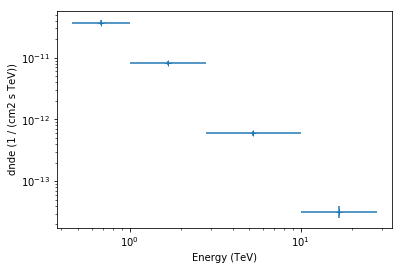 dnde (1 / (cm2 s TeV))
10⁻¹¹
10⁻¹²
10⁻¹³
10⁰
10¹
Energy (TeV)